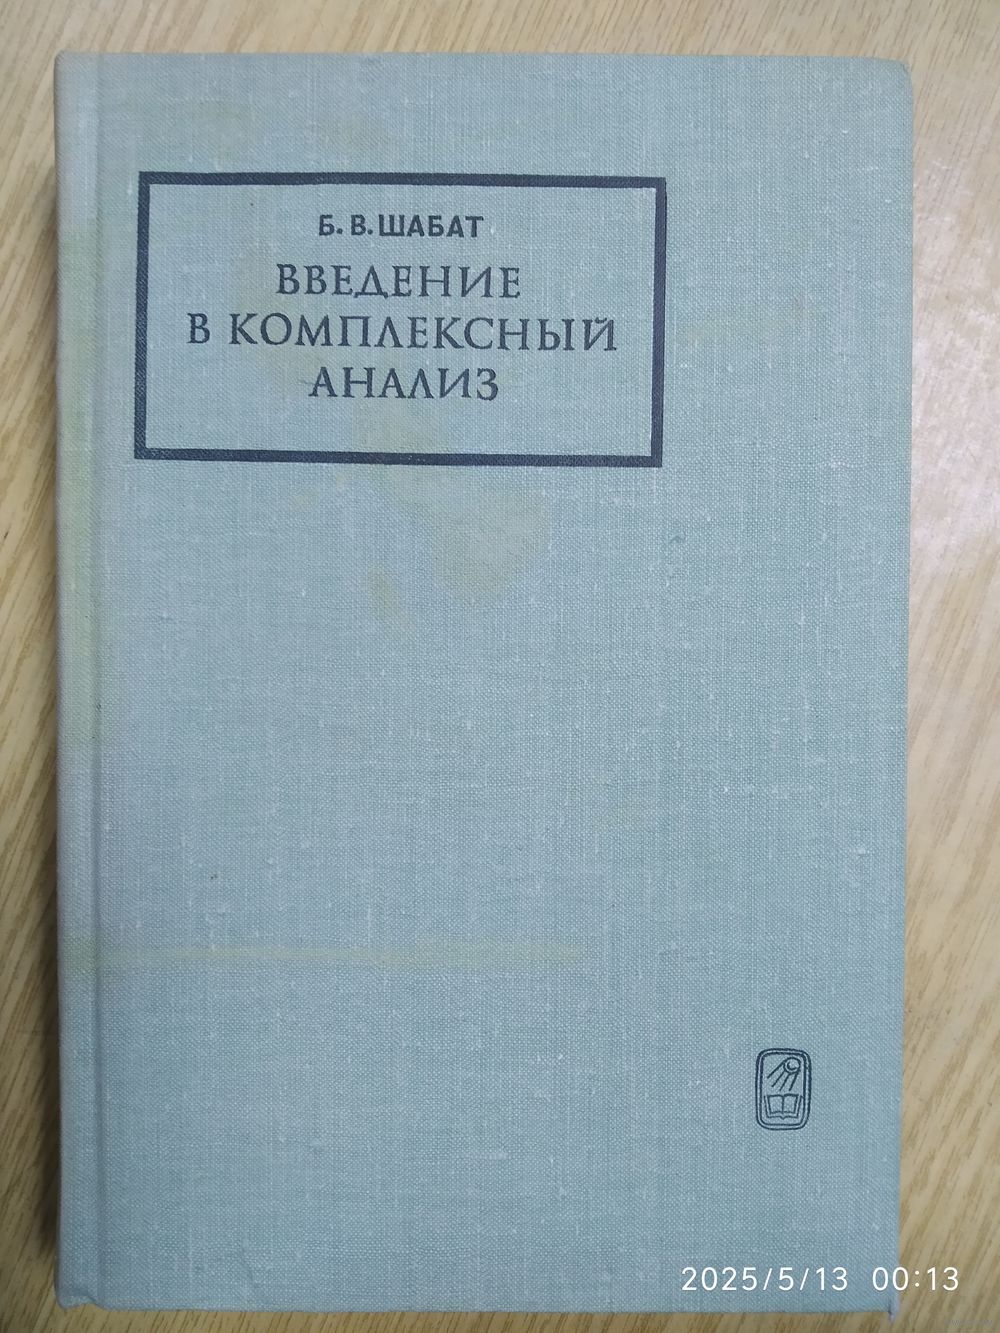 Б. В. ШАБАТ
ВВЕДЕНИЕ
В КОМПЛЕКСНЫЙ
АНАЛИЗ
2025/5/13 00:13